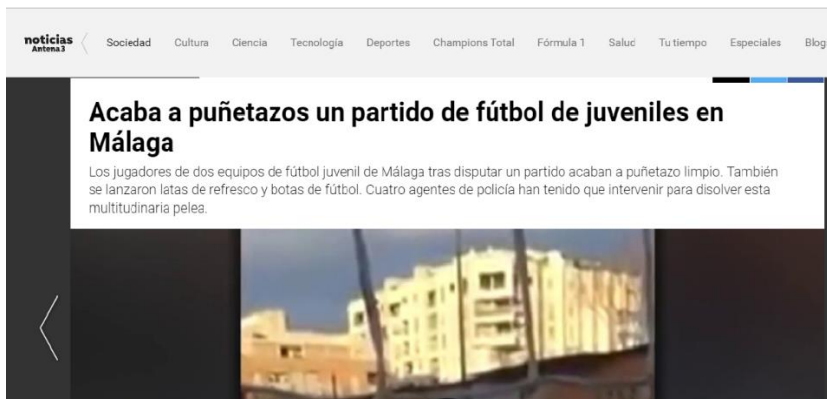 noticias
Antena 3
Sociedad Cultura Ciencia Tecnología Deportes Champions Total Fórmula 1 Salud Tu tiempo Especiales Blogs
Acaba a puñetazos un partido de fútbol de juveniles en
Málaga
Los jugadores de dos equipos de fútbol juvenil de Málaga tras disputar un partido acaban a puñetazo limpio. También
se lanzaron latas de refresco y botas de fútbol. Cuatro agentes de policía han tenido que intervenir para disolver esta
multitudinaria pelea.